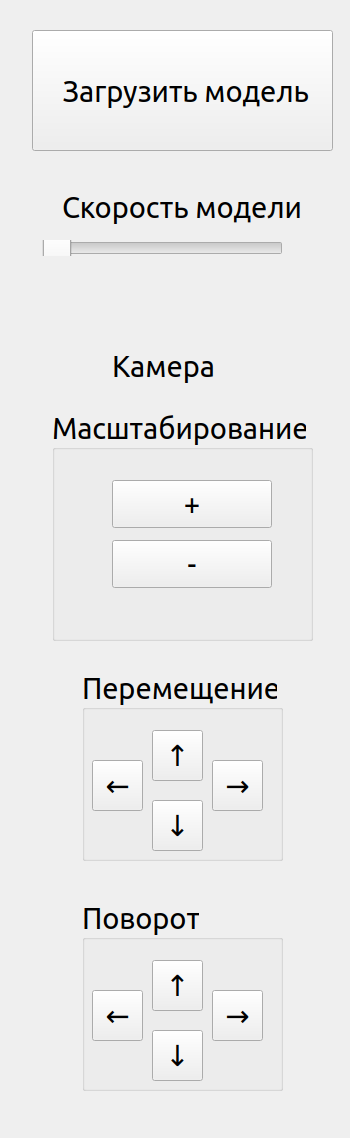 Загрузить модель
Скорость модели
Камера
Масштабирование
+
-
Перемещение
↑
← →
↓
Поворот
↑
← →
↓